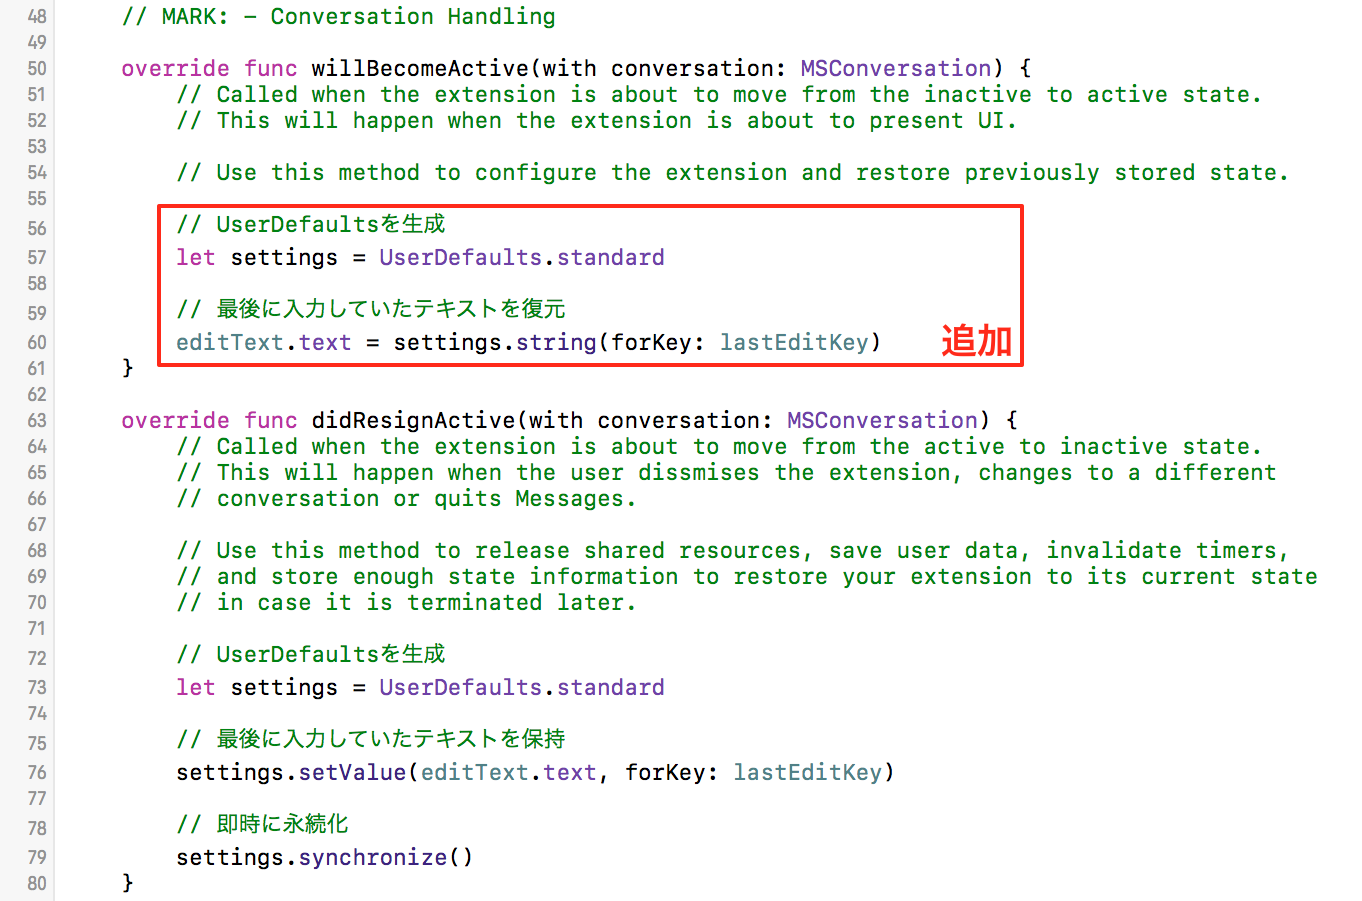 48 // MARK: - Conversation Handling
49
50 override func willBecomeActive(with conversation: MSConversation) {
51 // Called when the extension is about to move from the inactive to active state.
52 // This will happen when the extension is about to present UI.
53
54 // Use this method to configure the extension and restore previously stored state.
55
56 // UserDefaultsを生成
57 let settings = UserDefaults.standard
58
59 // 最後に入力していたテキストを復元
60 editText.text = settings.string(forKey: lastEditKey) 追加
61 }
62
63 override func didResignActive(with conversation: MSConversation) {
64 // Called when the extension is about to move from the active to inactive state.
65 // This will happen when the user dissmises the extension, changes to a different
66 // conversation or quits Messages.
67
68 // Use this method to release shared resources, save user data, invalidate timers,
69 // and store enough state information to restore your extension to its current state
70 // in case it is terminated later.
71
72 // UserDefaultsを生成
73 let settings = UserDefaults.standard
74
75 // 最後に入力していたテキストを保持
76 settings.setValue(editText.text, forKey: lastEditKey)
77
78 // 即時に永続化
79 settings.synchronize()
80 }